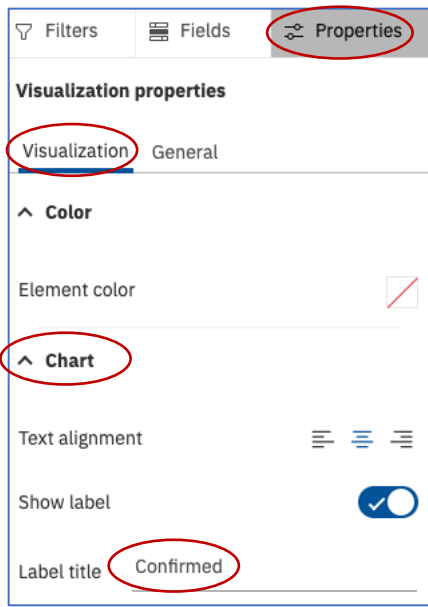 Filters Fields Properties
Visualization properties
Visualization General
Color
Element color
Chart
Text alignment
Show label
Label title Confirmed